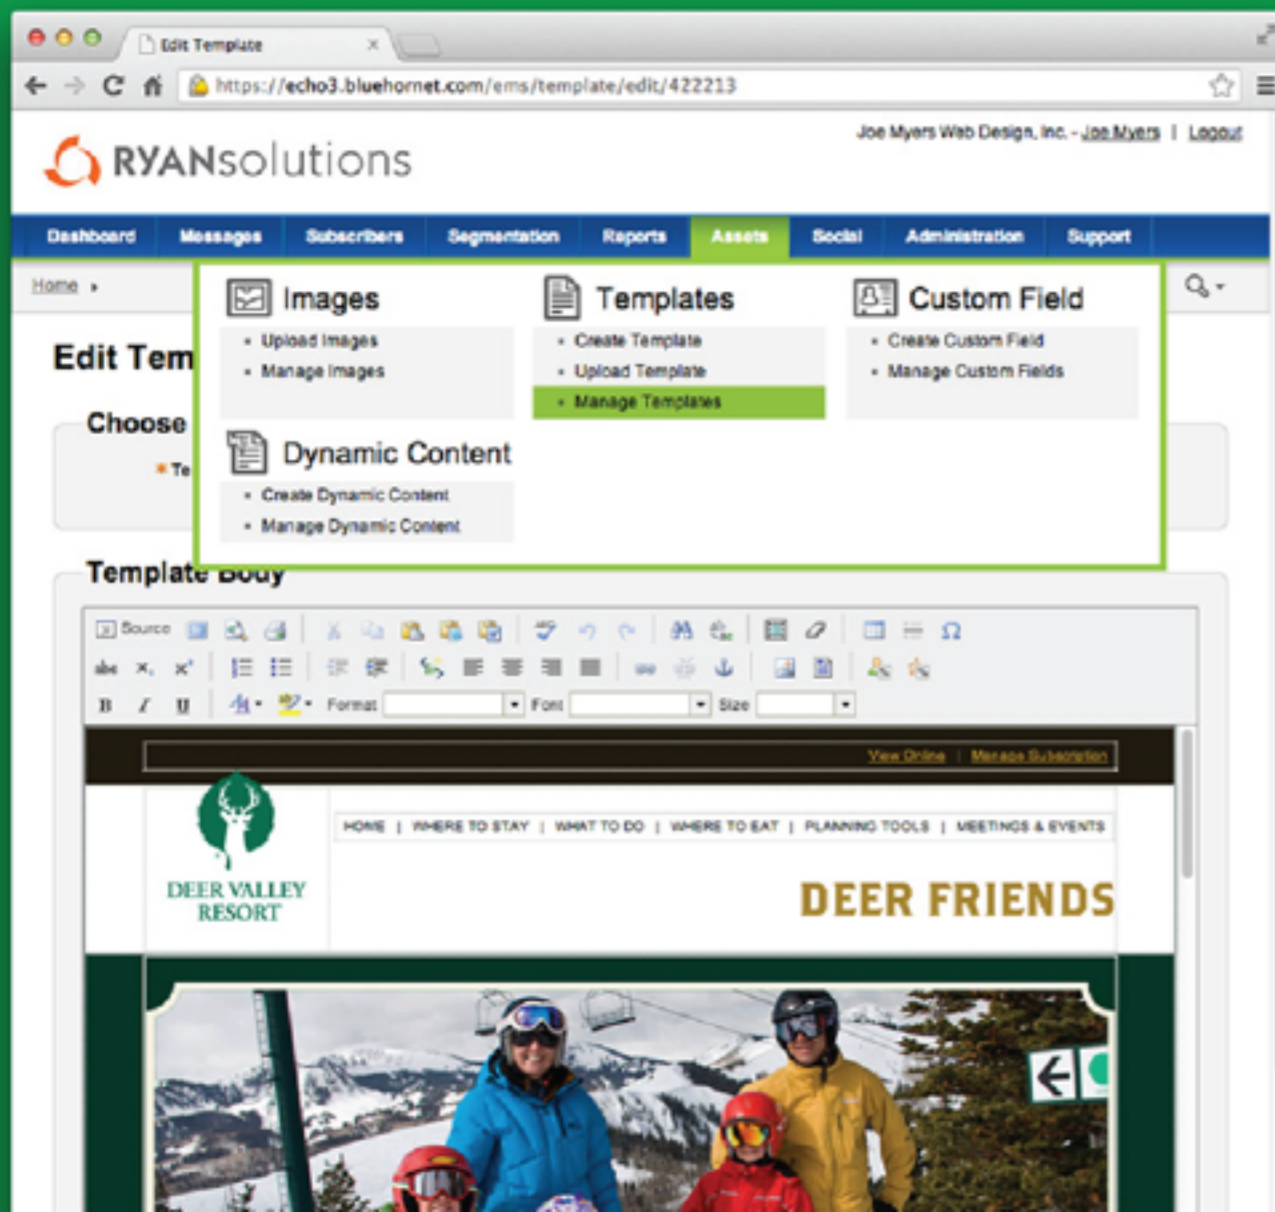 Edit Template
https://echo3.bluehornet.com/ems/template/edit/422213
Joe Myers Web Design, Inc. - Joe Myers | Logout
RYANsolutions
Dashboard Messages Subscribers Segmentation Reports Assets Social Administration Support
Home
Images Templates Custom Field
Upload Images Create Template Create Custom Field
Edit Tem
Manage Images Upload Template Manage Custom Fields
Manage Templates
Choose
Dynamic Content
Te
Create Dynamic Content
Manage Dynamic Content
Template Body
Source
abc
B I U Format Font Size
View Online | Manage Subscription
HOME | WHERE TO STAY | WHAT TO DO | WHERE TO EAT | PLANNING TOOLS | MEETINGS & EVENTS
DEER VALLEY
RESORT
DEER FRIENDS